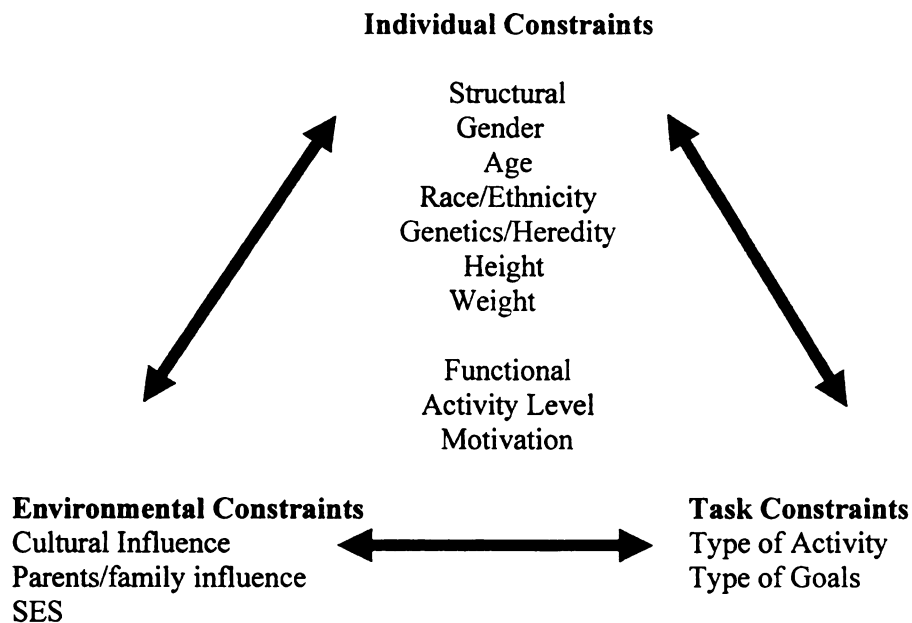 Individual Constraints
Structural
Gender
Age
Race/Ethnicity
Genetics/Heredity
Height
Weight
Functional
Activity Level
Motivation
Environmental Constraints
Cultural Influence
Parents/family influence
SES
Task Constraints
Type of Activity
Type of Goals